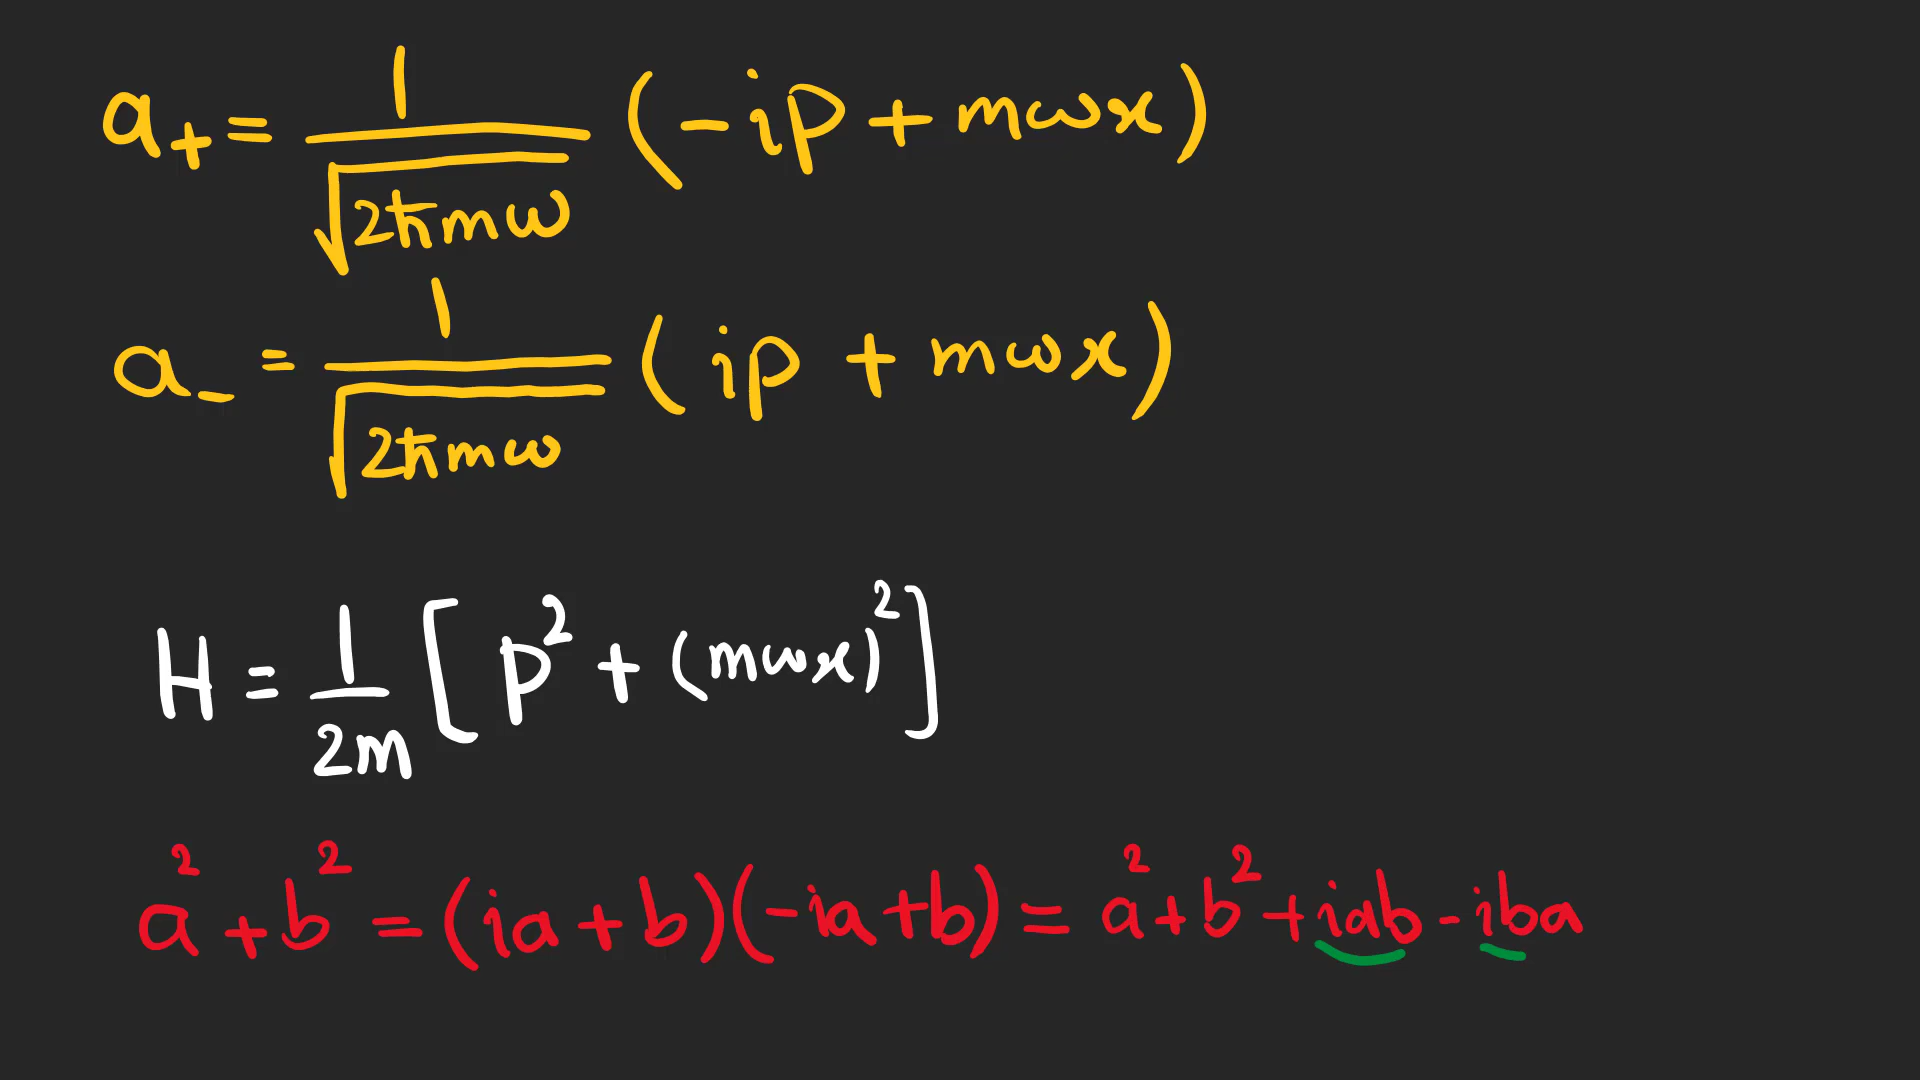 a₊ = 1/√(2ħmω) (-ip + mωx)
a₋ = 1/√(2ħmω) (ip + mωx)
H = 1/2m [p² + (mωx)²]
a² + b² = (ia + b)(-ia + b) = a² + b² + iab - iba